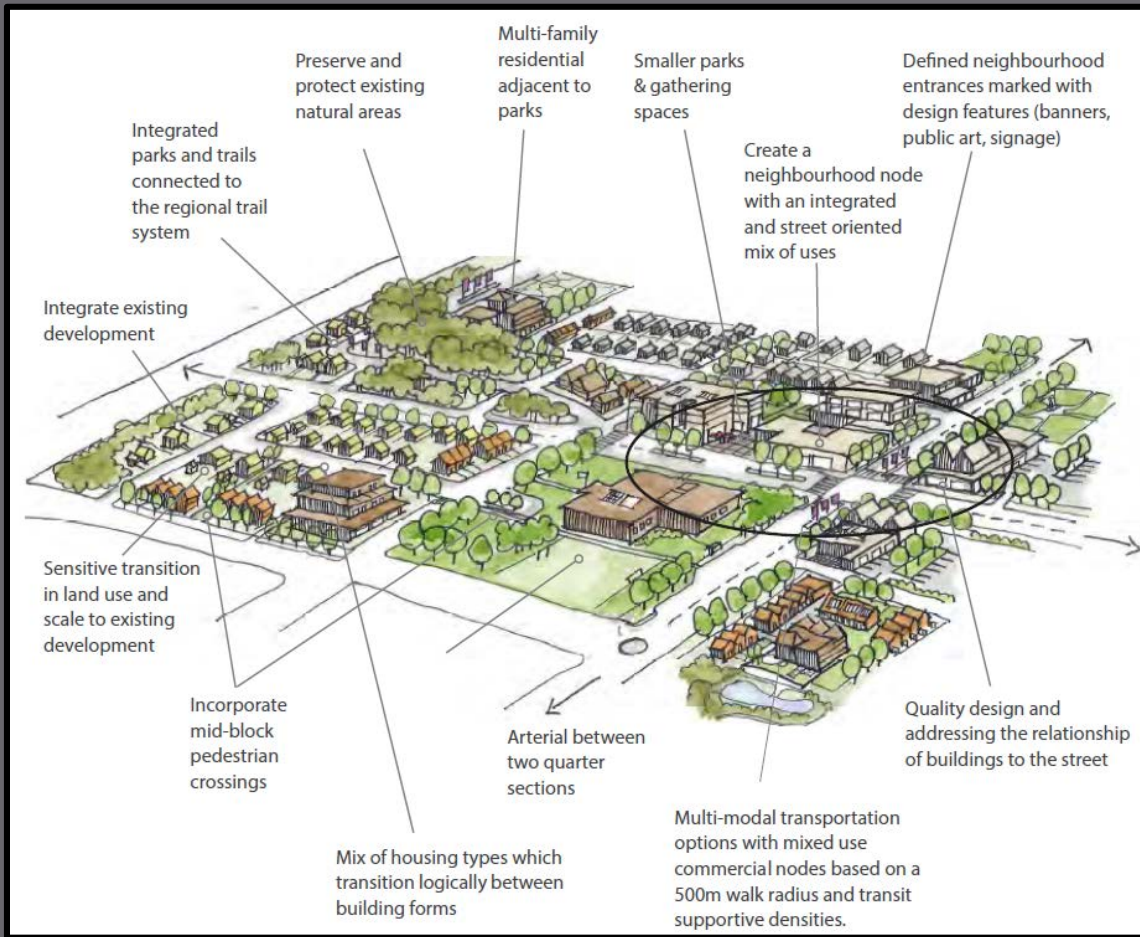 Multi-family
residential
adjacent to
parks
Preserve and
protect existing
natural areas
Smaller parks
& gathering
spaces
Defined neighbourhood
entrances marked with
design features (banners,
public art, signage)
Integrated
parks and trails
connected to
the regional trail
system
Create a
neighbourhood node
with an integrated
and street oriented
mix of uses
Integrate existing
development
Sensitive transition
in land use and
scale to existing
development
Incorporate
mid-block
pedestrian
crossings
Arterial between
two quarter
sections
Quality design and
addressing the relationship
of buildings to the street
Mix of housing types which
transition logically between
building forms
Multi-modal transportation
options with mixed use
commercial nodes based on a
500m walk radius and transit
supportive densities.